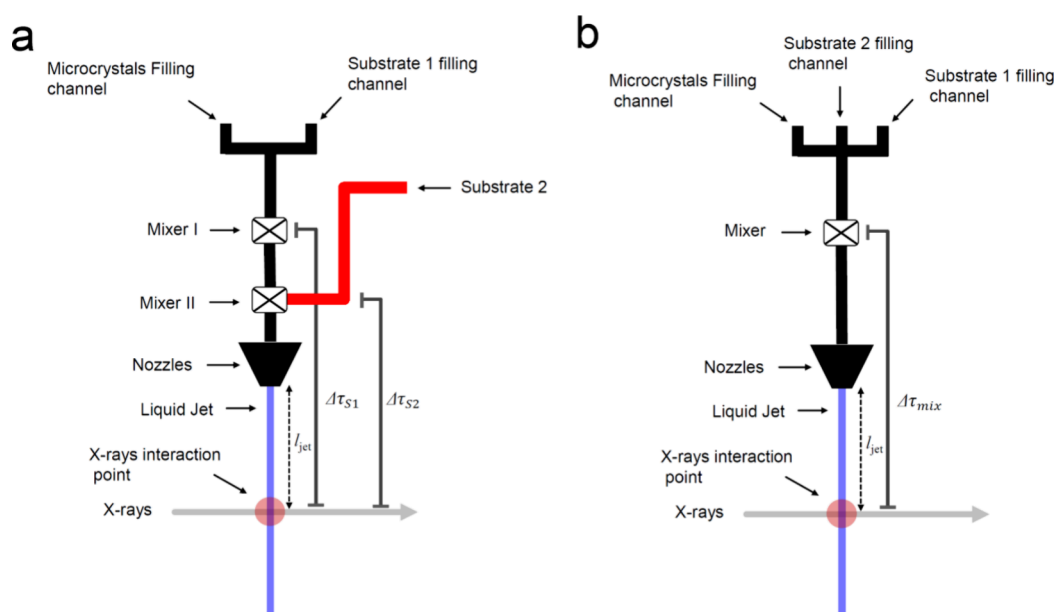 a
Microcrystals Filling
channel
Substrate 1 filling
channel
Substrate 2
Mixer I
Mixer II
Nozzles
Liquid Jet
Δτ_S1
Δτ_S2
l_jet
X-rays interaction
point
X-rays
b
Substrate 2 filling
channel
Microcrystals Filling
channel
Substrate 1 filling
channel
Mixer
Nozzles
Liquid Jet
Δτ_mix
l_jet
X-rays interaction
point
X-rays